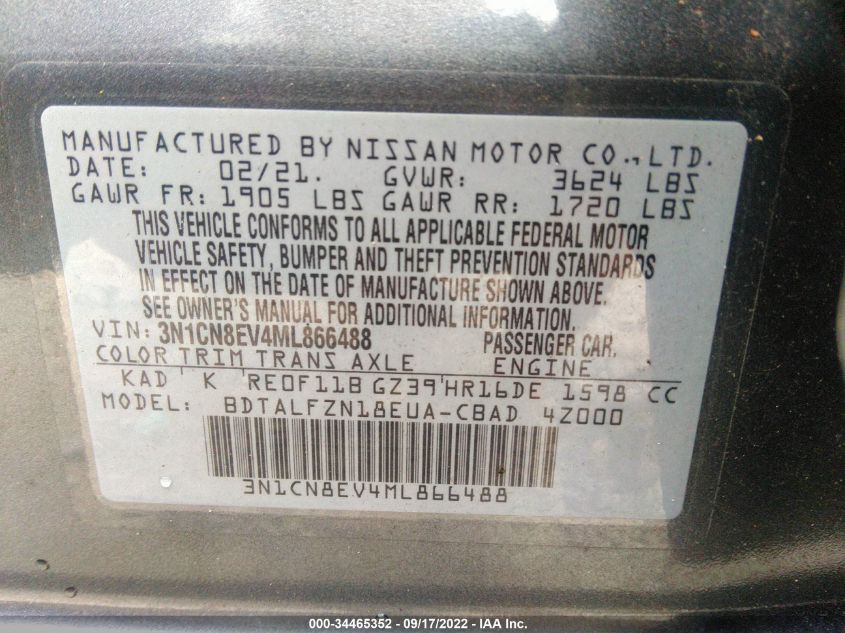 MANUFACTURED BY NISSAN MOTOR CO., LTD.
DATE: 02/21. GVWR: 3624 LBS
GAWR FR: 1905 LBS GAWR RR: 1720 LBS
THIS VEHICLE CONFORMS TO ALL APPLICABLE FEDERAL MOTOR
VEHICLE SAFETY, BUMPER AND THEFT PREVENTION STANDARDS
IN EFFECT ON THE DATE OF MANUFACTURE SHOWN ABOVE.
SEE OWNER'S MANUAL FOR ADDITIONAL INFORMATION.
VIN: 3N1CN8EV4ML866488 PASSENGER CAR.
COLOR TRIM TRANS AXLE ENGINE
KAD K RE0F11B GZ39 HR16DE 1598 CC
MODEL: BDTALFZN18EUA-CBAD 4Z000
3N1CN8EV4ML866488
000-34465352 - 09/17/2022 - IAA Inc.